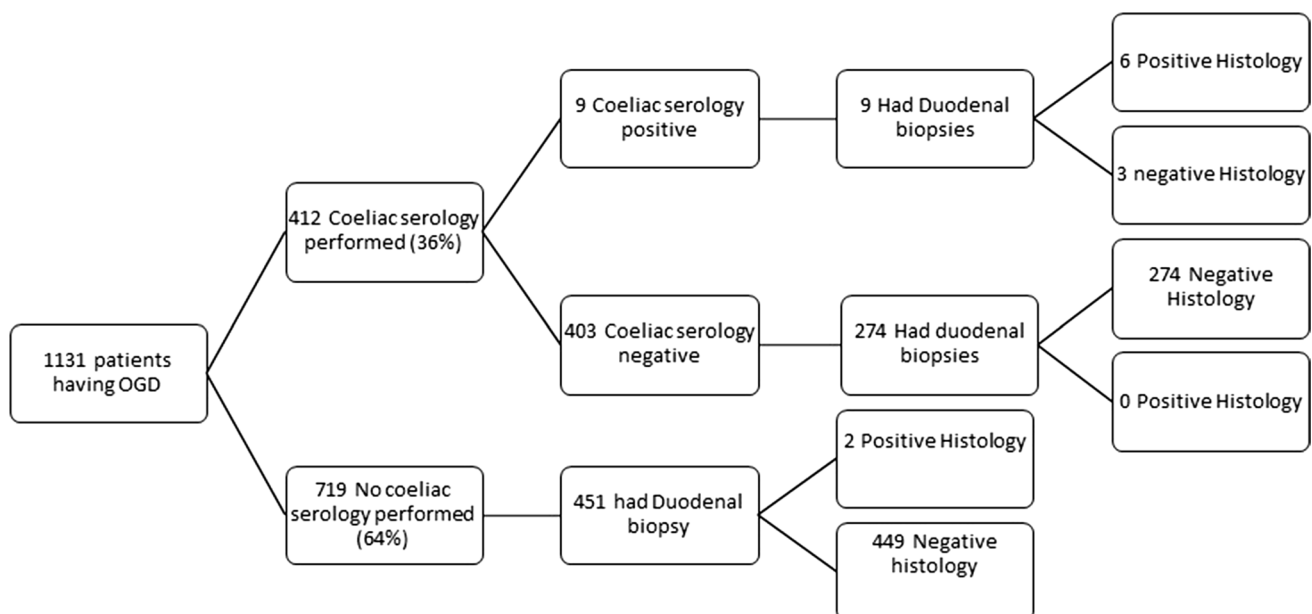 1131 patients
having OGD
412 Coeliac serology
performed (36%)
9 Coeliac serology
positive
9 Had Duodenal
biopsies
6 Positive Histology
3 negative Histology
403 Coeliac serology
negative
274 Had duodenal
biopsies
274 Negative
Histology
0 Positive Histology
719 No coeliac
serology performed
(64%)
451 had Duodenal
biopsy
2 Positive Histology
449 Negative
histology